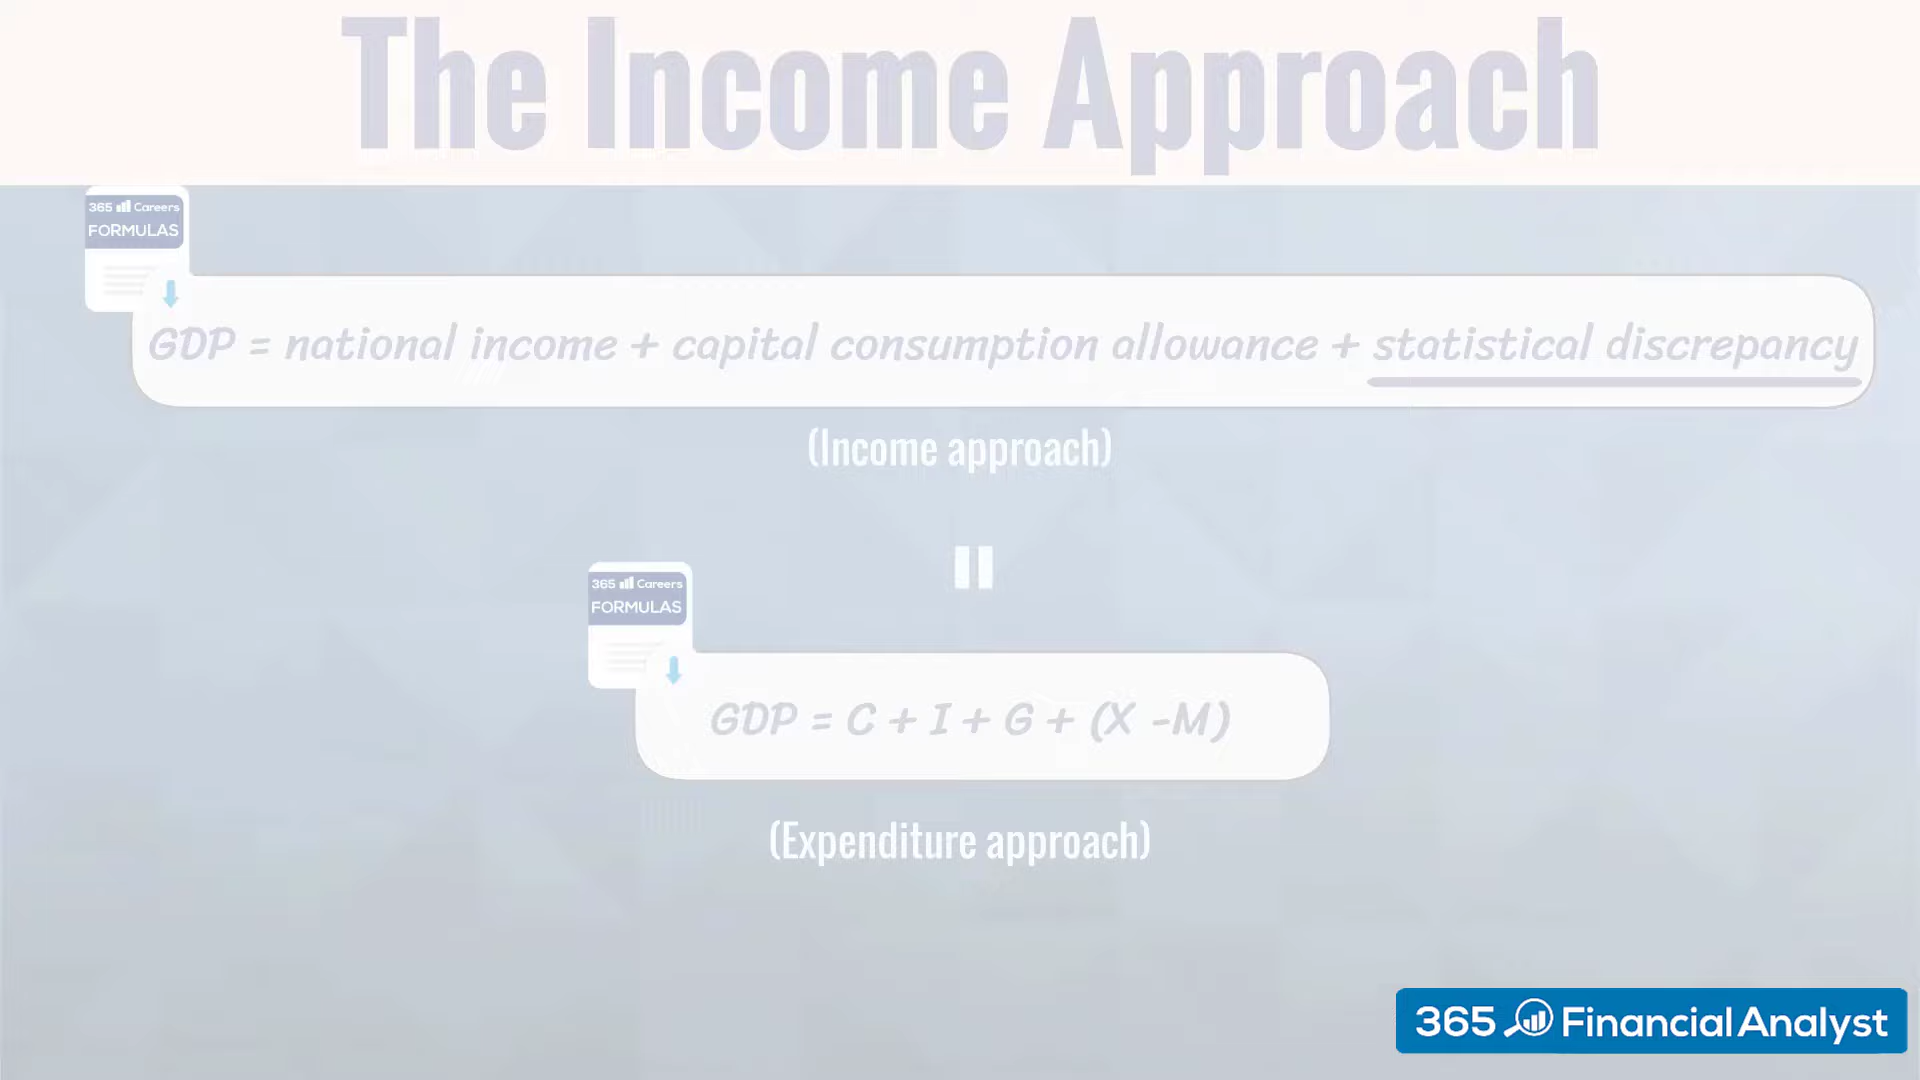 The Income Approach
365 Careers
FORMULAS
GDP = national income + capital consumption allowance + statistical discrepancy
(Income approach)
=
365 Careers
FORMULAS
GDP = C + I + G + (X -M)
(Expenditure approach)
365 Financial Analyst